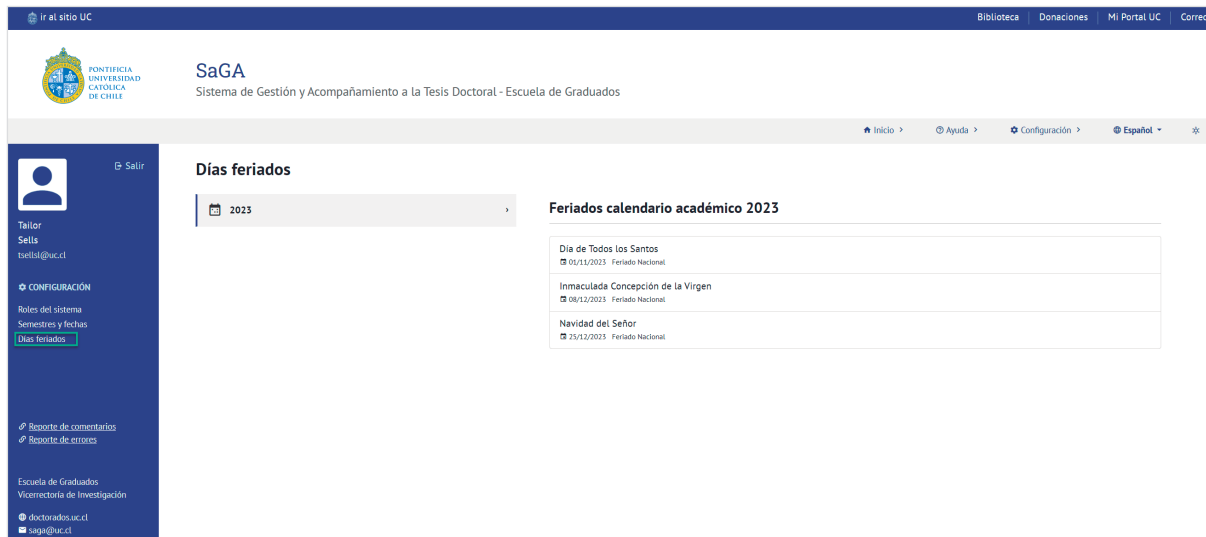 ir al sitio UC
Biblioteca
Donaciones
Mi Portal UC
PONTIFICIA
UNIVERSIDAD
CATÓLICA
DE CHILE
SaGA
Sistema de Gestión y Acompañamiento a la Tesis Doctoral - Escuela de Graduados
Inicio
Ayuda
Configuración
Español
Salir
Tailor
Sells
tsellsl@uc.cl
CONFIGURACIÓN
Roles del sistema
Semestres y fechas
Días feriados
Reporte de comentarios
Reporte de errores
Escuela de Graduados
Vicerrectoría de Investigación
doctorados.uc.cl
saga@uc.cl
Días feriados
2023
Feriados calendario académico 2023
Día de Todos los Santos
01/11/2023 Feriado Nacional
Inmaculada Concepción de la Virgen
08/12/2023 Feriado Nacional
Navidad del Señor
25/12/2023 Feriado Nacional